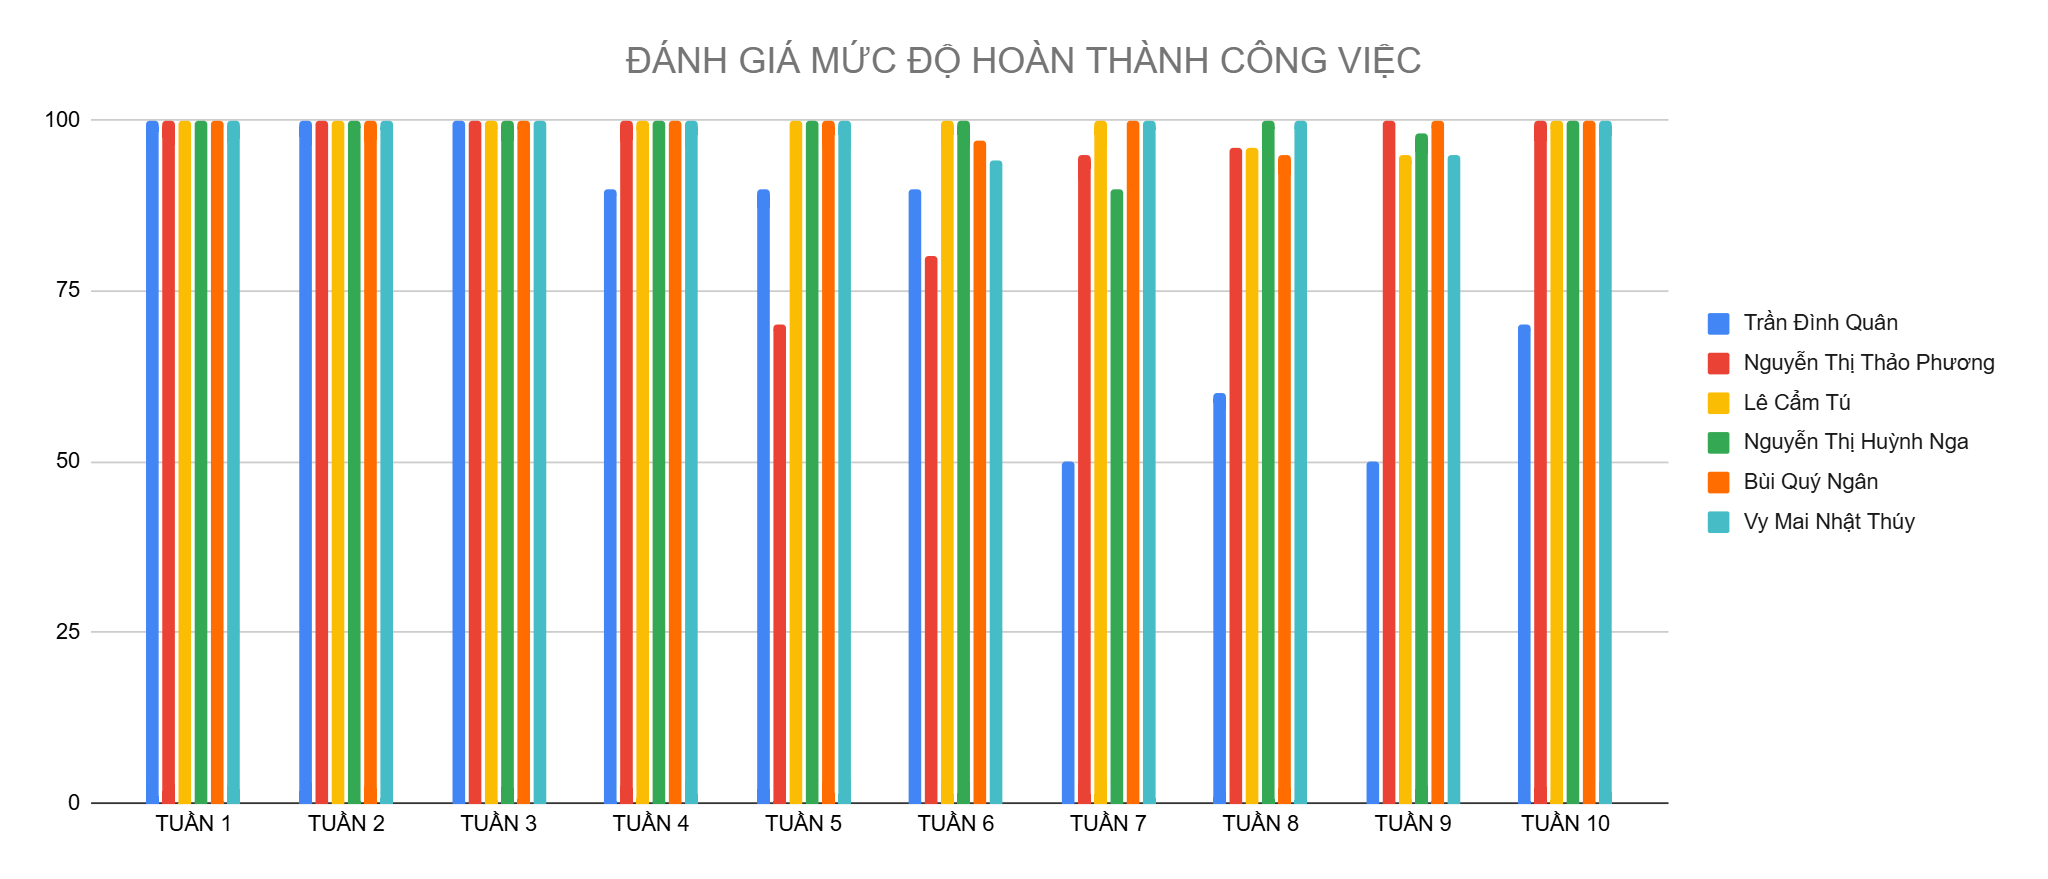 ĐÁNH GIÁ MỨC ĐỘ HOÀN THÀNH CÔNG VIỆC
100
75
50
25
0
TUẦN 1
TUẦN 2
TUẦN 3
TUẦN 4
TUẦN 5
TUẦN 6
TUẦN 7
TUẦN 8
TUẦN 9
TUẦN 10
Trần Đình Quân
Nguyễn Thị Thảo Phương
Lê Cẩm Tú
Nguyễn Thị Huỳnh Nga
Bùi Quý Ngân
Vy Mai Nhật Thúy